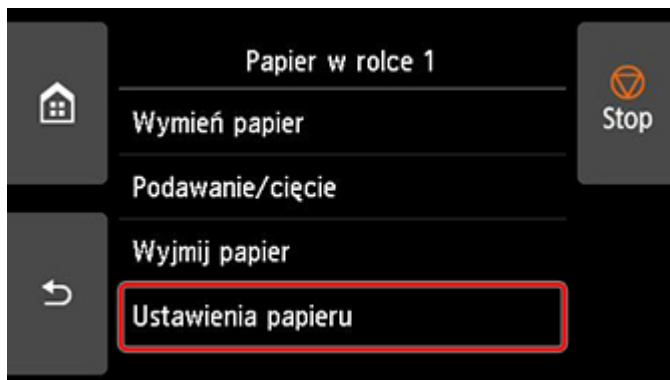 Papier w rolce 1
Wymień papier
Stop
Podawanie/cięcie
Wyjmij papier
Ustawienia papieru